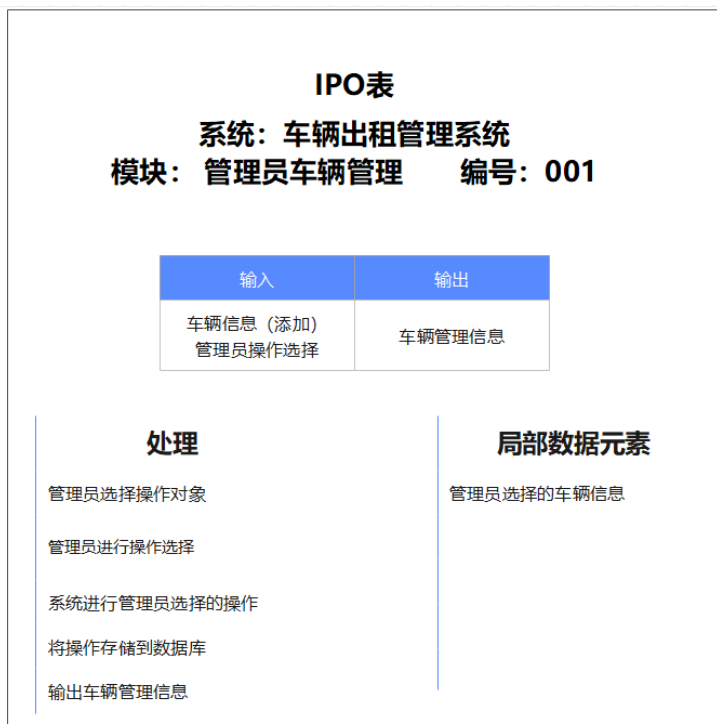 IPO表
系统：车辆出租管理系统
模块： 管理员车辆管理 编号：001
输入 输出
车辆信息（添加）
管理员操作选择
车辆管理信息
处理
管理员选择操作对象
管理员进行操作选择
系统进行管理员选择的操作
将操作存储到数据库
输出车辆管理信息
局部数据元素
管理员选择的车辆信息